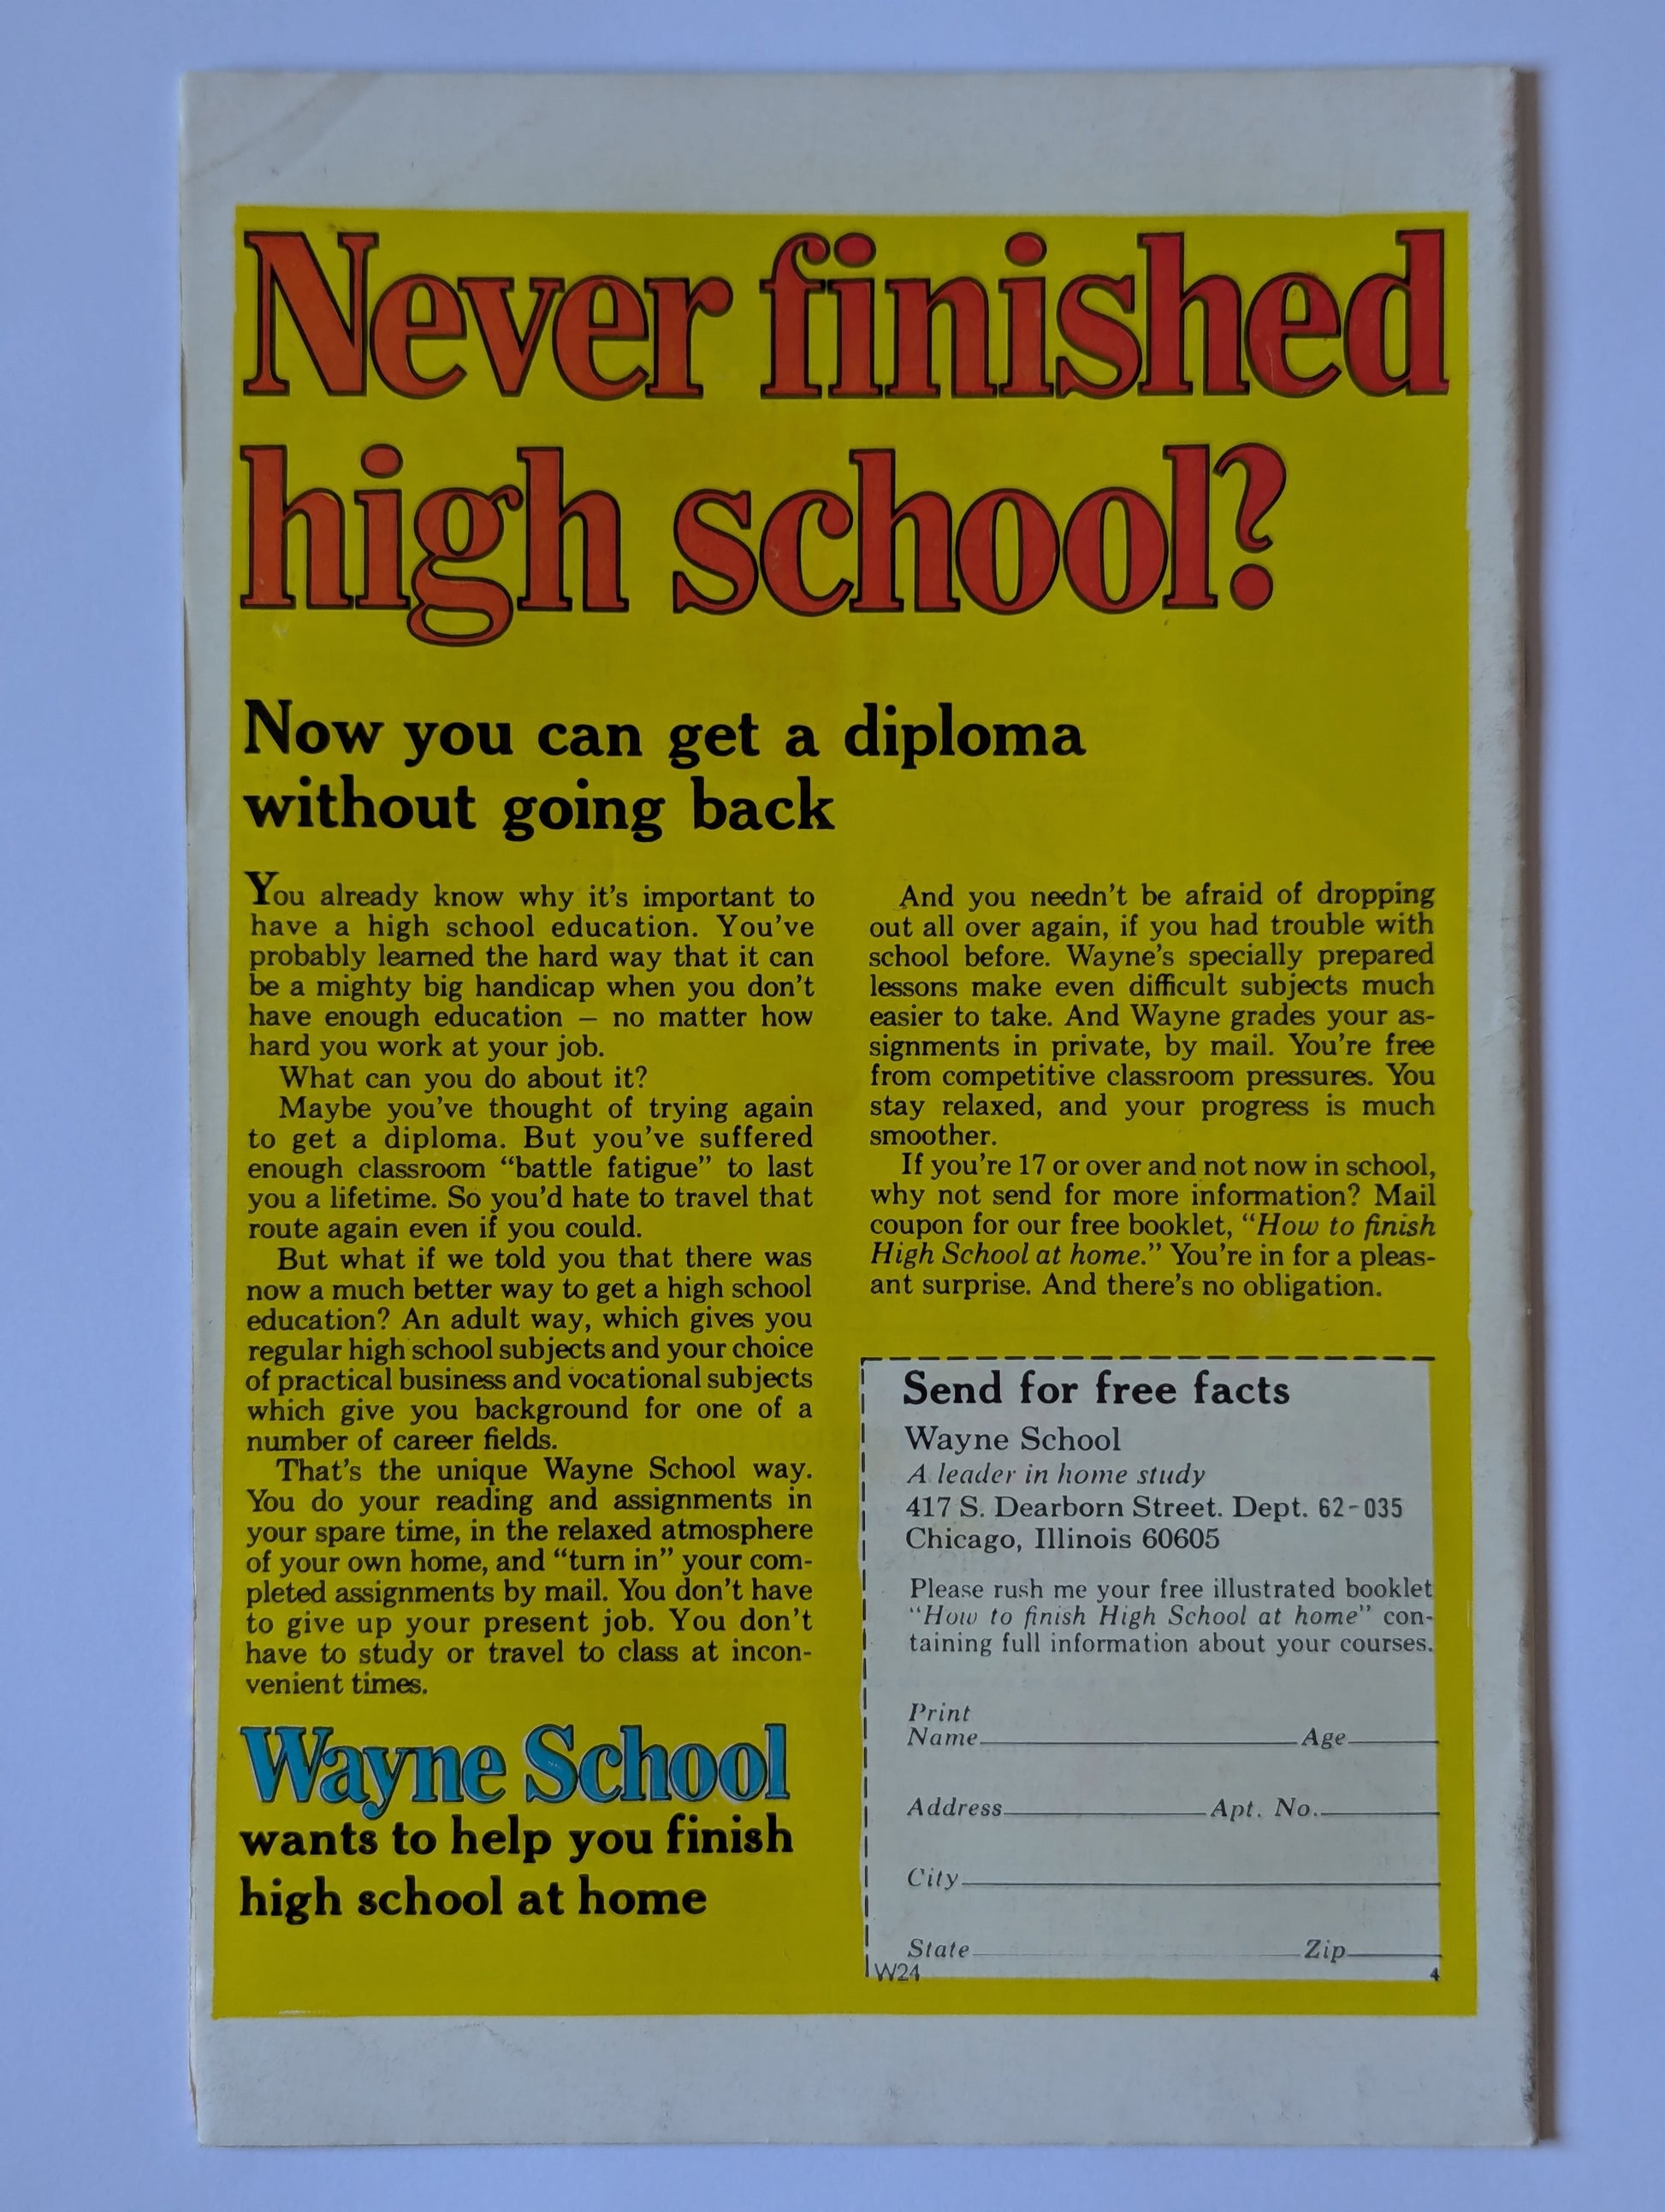 Never finished
high school?
Now you can get a diploma
without going back
You already know why it's important to
have a high school education. You've
probably learned the hard way that it can
be a mighty big handicap when you don't
have enough education – no matter how
hard you work at your job.
What can you do about it?
Maybe you've thought of trying again
to get a diploma. But you've suffered
enough classroom "battle fatigue" to last
you a lifetime. So you'd hate to travel that
route again even if you could.
But what if we told you that there was
now a much better way to get a high school
education? An adult way, which gives you
regular high school subjects and your choice
of practical business and vocational subjects
which give you background for one of a
number of career fields.
That's the unique Wayne School way.
You do your reading and assignments in
your spare time, in the relaxed atmosphere
of your own home, and "turn in" your com-
pleted assignments by mail. You don't have
to give up your present job. You don't
have to study or travel to class at incon-
venient times.
Wayne School
wants to help you finish
high school at home
And you needn't be afraid of dropping
out all over again, if you had trouble with
school before. Wayne's specially prepared
lessons make even difficult subjects much
easier to take. And Wayne grades your as-
signments in private, by mail. You're free
from competitive classroom pressures. You
stay relaxed, and your progress is much
smoother.
If you're 17 or over and not now in school,
why not send for more information? Mail
coupon for our free booklet, "How to finish
High School at home." You're in for a pleas-
ant surprise. And there's no obligation.
Send for free facts
Wayne School
A leader in home study
417 S. Dearborn Street. Dept. 62-035
Chicago, Illinois 60605
Please rush me your free illustrated booklet
"How to finish High School at home" con-
taining full information about your courses.
Print
Name Age
Address Apt. No.
City
State Zip
W24 4